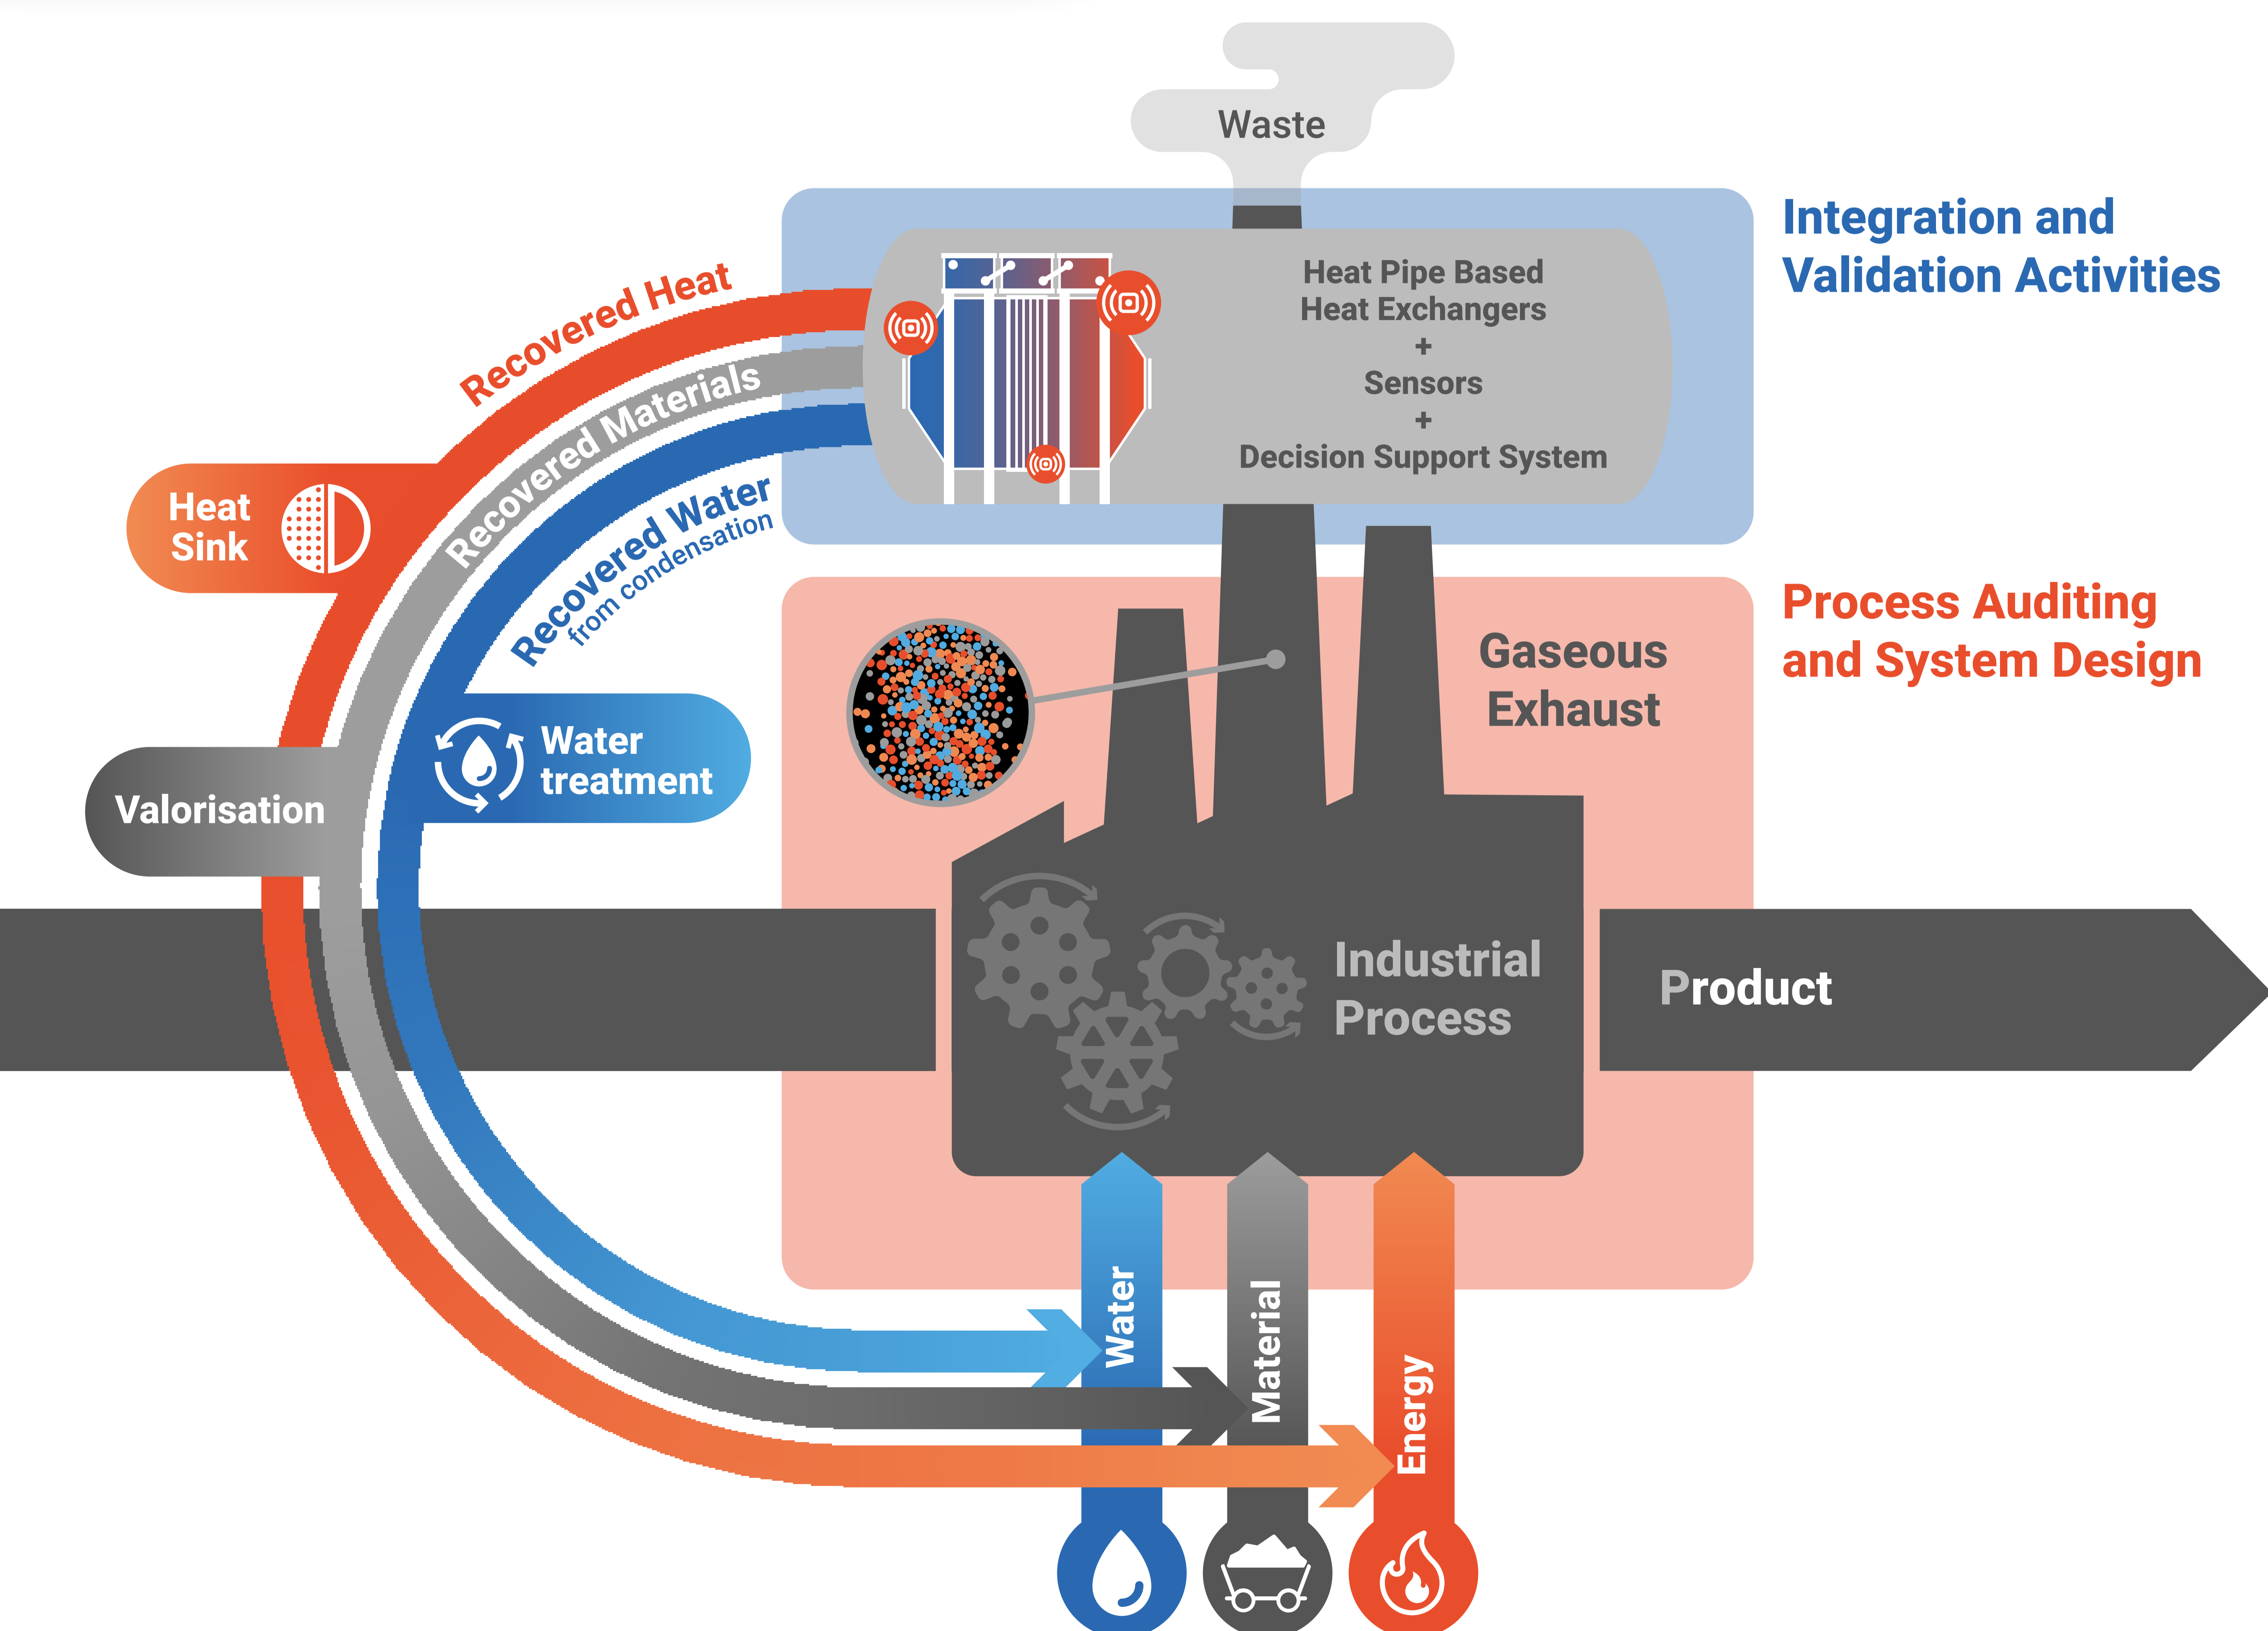 Waste
Integration and
Validation Activities
Heat Pipe Based
Heat Exchangers
+
Sensors
+
Decision Support System
Recovered Heat
Recovered Materials
Recovered Water
from condensation
Heat
Sink
Water
treatment
Valorisation
Process Auditing
and System Design
Gaseous
Exhaust
Industrial
Process
Product
Water
Material
Energy